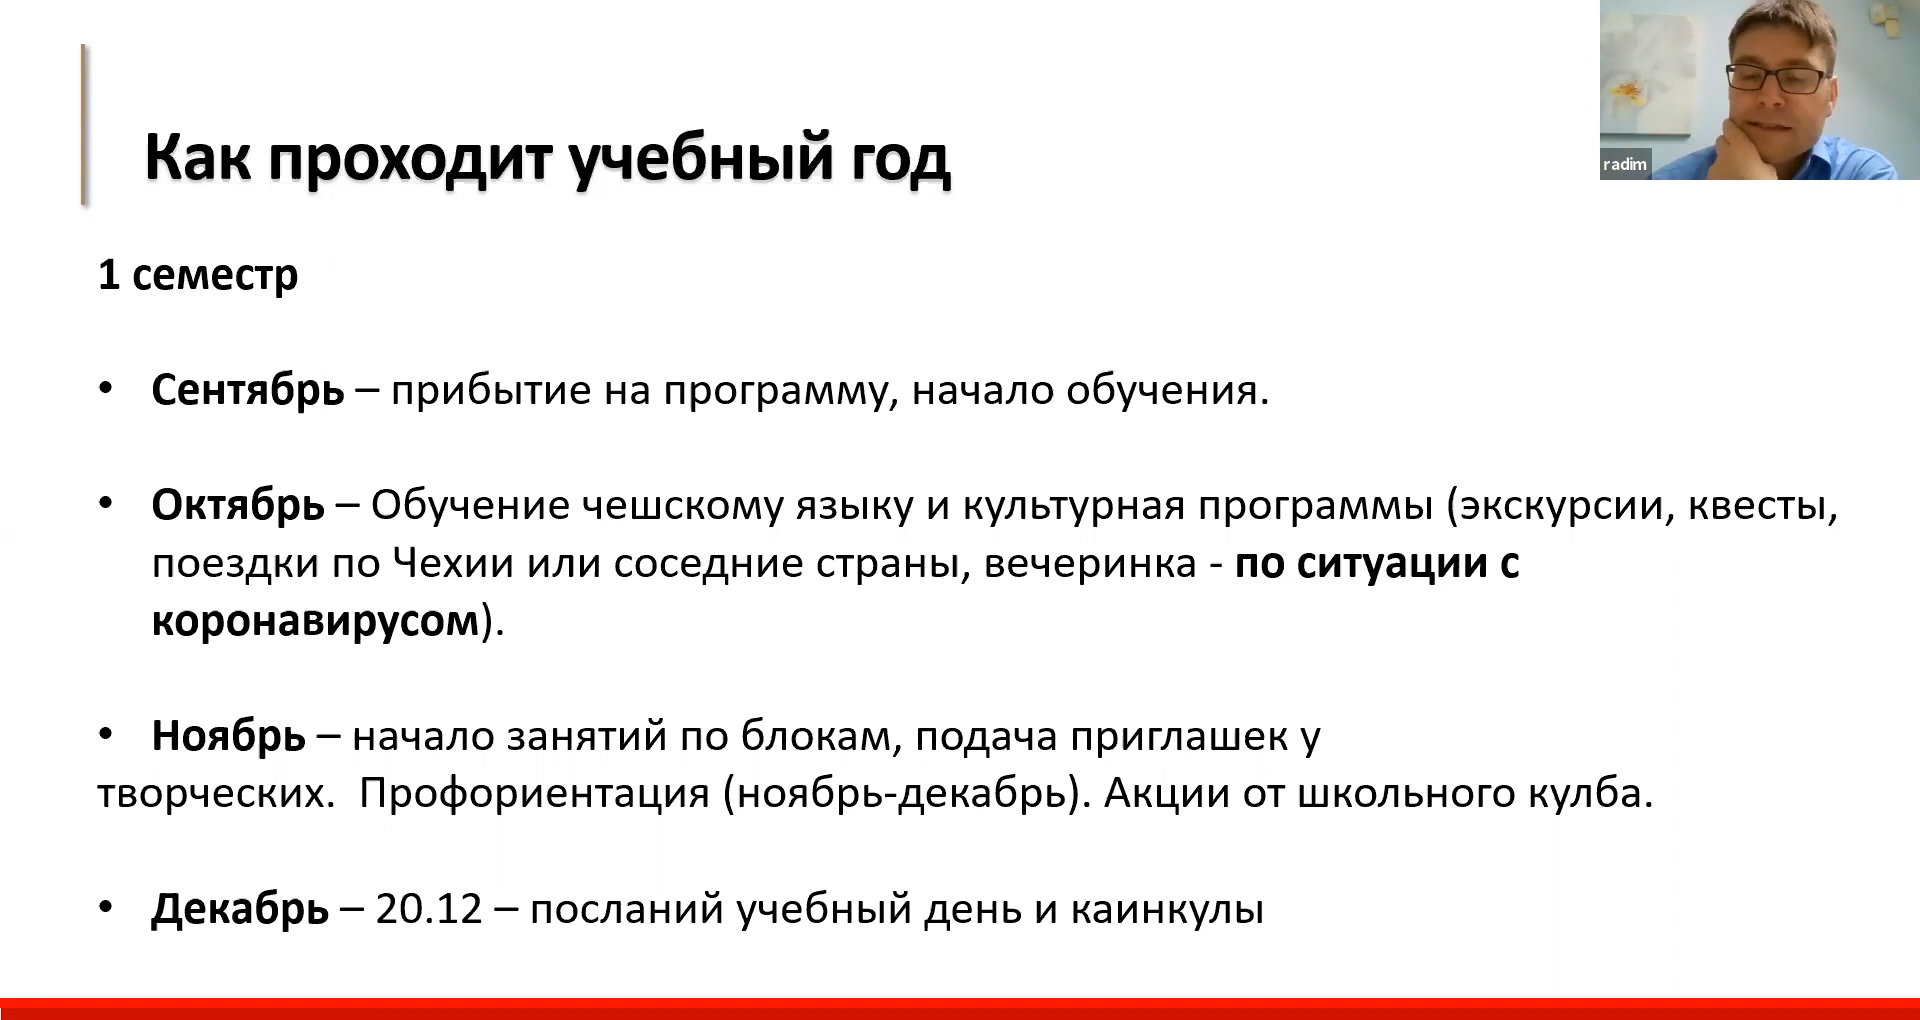 Как проходит учебный год
radim
1 семестр
• Сентябрь – прибытие на программу, начало обучения.
• Октябрь – Обучение чешскому языку и культурная программы (экскурсии, квесты,
поездки по Чехии или соседние страны, вечеринка - по ситуации с
коронавирусом).
• Ноябрь – начало занятий по блокам, подача приглашек у
творческих.  Профориентация (ноябрь-декабрь). Акции от школьного кулба.
• Декабрь – 20.12 – посланий учебный день и каинкулы